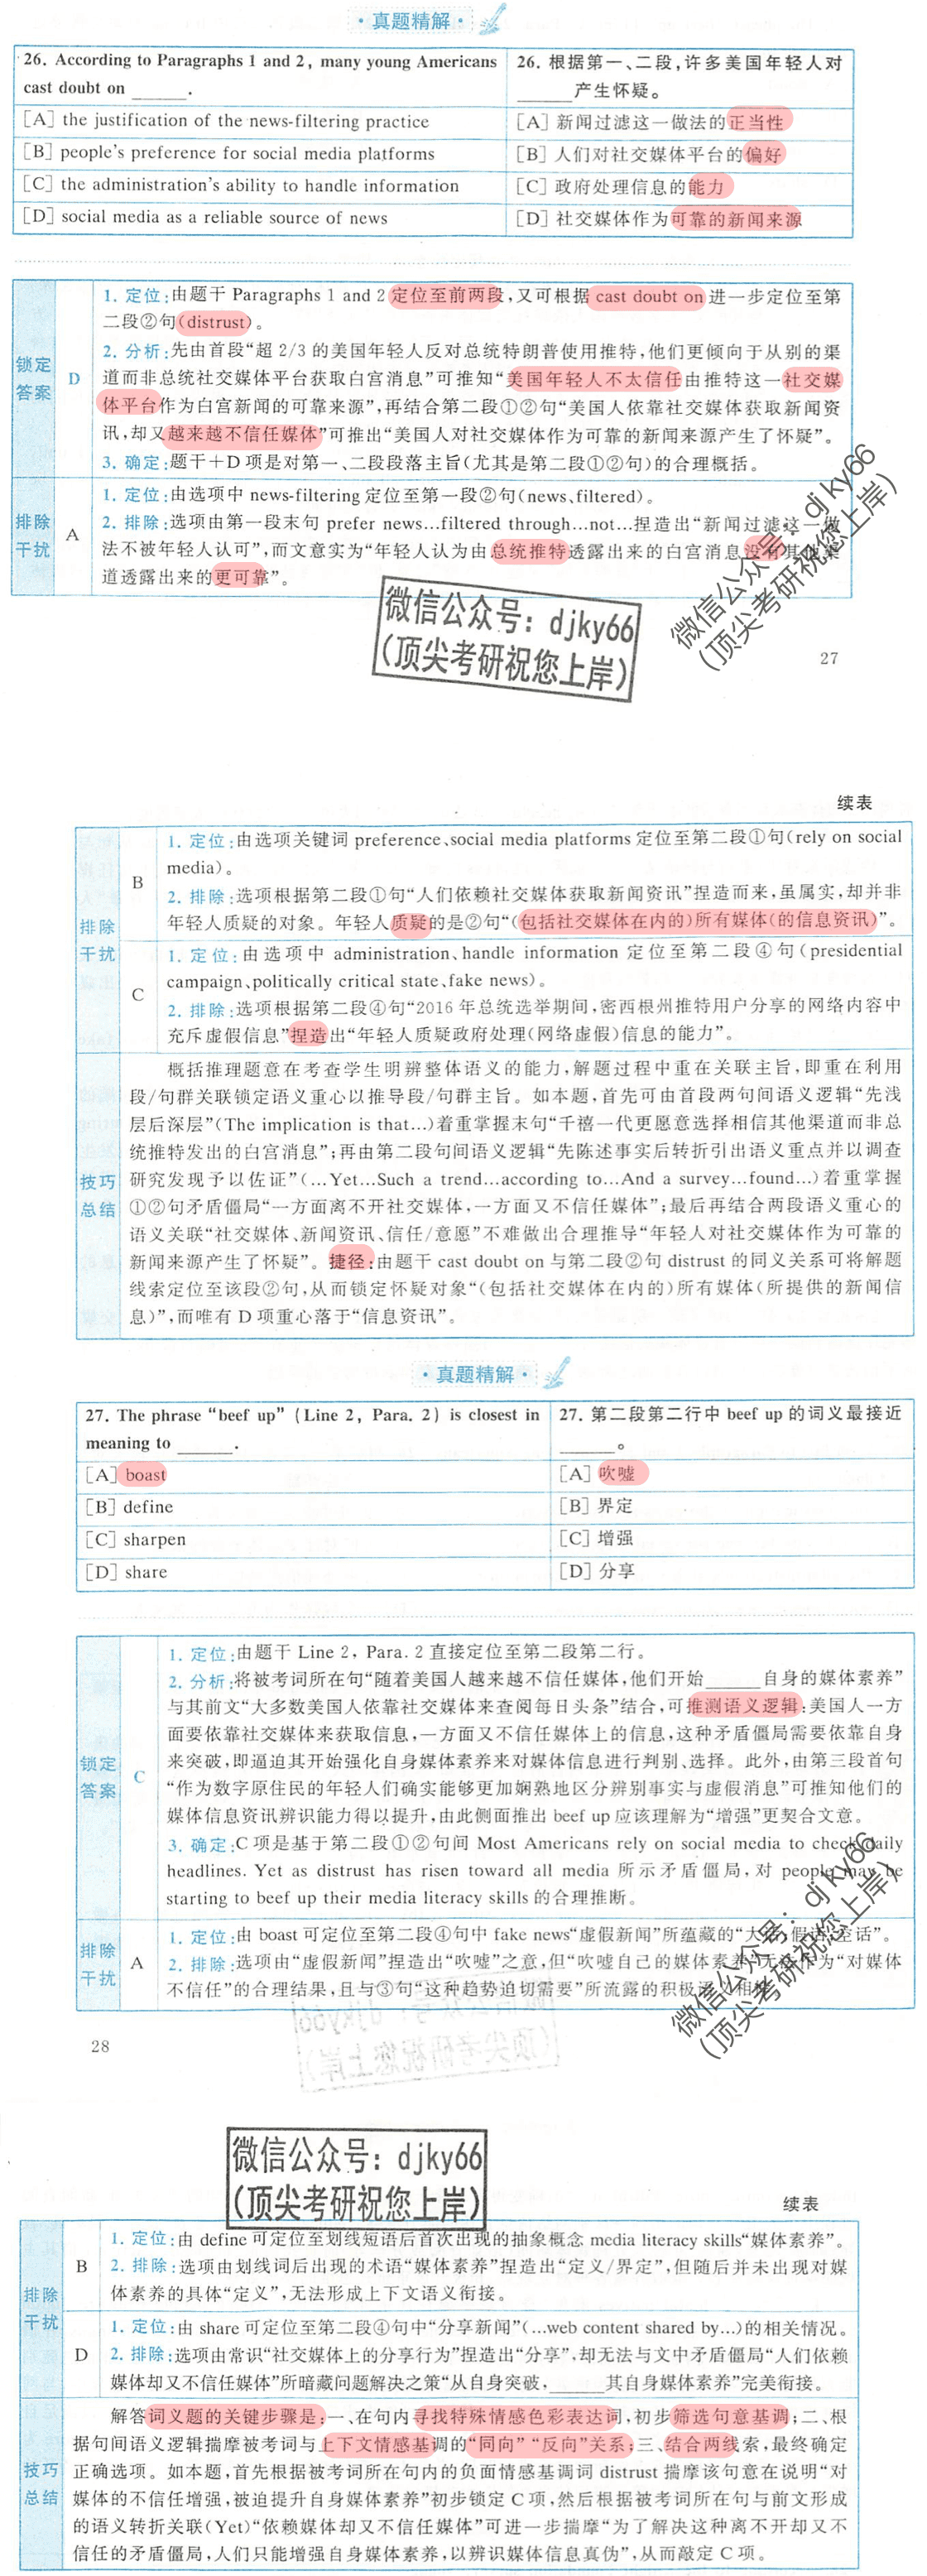 ·真题精解·
26. According to Paragraphs 1 and 2, many young Americans
cast doubt on ______.
26. 根据第一、二段,许多美国年轻人对
______产生怀疑。
[A] the justification of the news-filtering practice
[A] 新闻过滤这一做法的正当性
[B] people's preference for social media platforms
[B] 人们对社交媒体平台的偏好
[C] the administration's ability to handle information
[C] 政府处理信息的能力
[D] social media as a reliable source of news
[D] 社交媒体作为可靠的新闻来源
锁定
答案
D
1. 定位:由题干 Paragraphs 1 and 2 定位至前两段,又可根据 cast doubt on 进一步定位至第
二段②句(distrust)。
2. 分析:先由首段“超 2/3 的美国年轻人反对总统特朗普使用推特,他们更倾向于从别的渠
道而非总统社交媒体平台获取白宫消息”可推知“美国年轻人不太信任由推特这一社交媒
体平台作为白宫新闻的可靠来源”,再结合第二段①②句“美国人依靠社交媒体获取新闻资
讯,却又越来越不信任媒体”可推出“美国人对社交媒体作为可靠的新闻来源产生了怀疑”。
3. 确定:题干+D 项是对第一、二段段落主旨(尤其是第二段①②句)的合理概括。
排除
干扰
A
1. 定位:由选项中 news-filtering 定位至第一段②句(news、filtered)。
2. 排除:选项由第一段末句 prefer news…filtered through…not…捏造出“新闻过滤这一做
法不被年轻人认可”,而文意实为“年轻人认为由总统推特透露出来的白宫消息没有其他渠
道透露出来的更可靠”。
微信公众号: djky66
(顶尖考研祝您上岸)
微信公众号: djky66
(顶尖考研祝您上岸)
27
续表
排除
干扰
B
1. 定位:由选项关键词 preference、social media platforms 定位至第二段①句(rely on social
media)。
2. 排除:选项根据第二段①句“人们依赖社交媒体获取新闻资讯”捏造而来,虽属实,却并非
年轻人质疑的对象。年轻人质疑的是②句“(包括社交媒体在内的)所有媒体(的信息资讯)”。
C
1. 定位:由选项中 administration、handle information 定位至第二段④句(presidential
campaign、politically critical state、fake news)。
2. 排除:选项根据第二段④句“2016 年总统选举期间,密西根州推特用户分享的网络内容中
充斥虚假信息”捏造出“年轻人质疑政府处理(网络虚假)信息的能力”。
技巧
总结
概括推理题意在考查学生明辨整体语义的能力,解题过程中重在关联主旨,即重在利用
段/句群关联锁定语义重心以推导段/句群主旨。如本题,首先可由首段两句间语义逻辑“先浅
层后深层”(The implication is that…)着重掌握末句“千禧一代更愿意选择相信其他渠道而非总
统推特发出的白宫消息”;再由第二段句间语义逻辑“先陈述事实后转折引出语义重点并以调查
研究发现予以佐证”(…Yet…Such a trend…according to…And a survey…found…)着重掌握
①②句矛盾僵局“一方面离不开社交媒体,一方面又不信任媒体”;最后再结合两段语义重心的
语义关联“社交媒体、新闻资讯、信任/意愿”不难做出合理推导“年轻人对社交媒体作为可靠的
新闻来源产生了怀疑”。捷径:由题干 cast doubt on 与第二段②句 distrust 的同义关系可将解题
线索定位至该段②句,从而锁定怀疑对象“(包括社交媒体在内的)所有媒体(所提供的新闻信
息)”,而唯有 D 项重心落于“信息资讯”。
·真题精解·
27. The phrase “beef up” (Line 2, Para. 2) is closest in
meaning to ______.
27. 第二段第二行中 beef up 的词义最接近
______。
[A] boast
[A] 吹嘘
[B] define
[B] 界定
[C] sharpen
[C] 增强
[D] share
[D] 分享
锁定
答案
C
1. 定位:由题干 Line 2, Para. 2 直接定位至第二段第二行。
2. 分析:将被考词所在句“随着美国人越来越不信任媒体,他们开始______自身的媒体素养”
与其前文“大多数美国人依靠社交媒体来查阅每日头条”结合,可推测语义逻辑:美国人一方
面要依靠社交媒体来获取信息,一方面又不信任媒体上的信息,这种矛盾僵局需要依靠自身
来突破,即逼迫其开始强化自身媒体素养来对媒体信息进行判别、选择。此外,由第三段首句
“作为数字原住民的年轻人们确实能够更加娴熟地区分辨别事实与虚假消息”可推知他们的
媒体信息资讯辨识能力得以提升,由此侧面推出 beef up 应该理解为“增强”更契合文意。
3. 确定:C 项是基于第二段①②句间 Most Americans rely on social media to check daily
headlines. Yet as distrust has risen toward all media 所示矛盾僵局,对 people may be
starting to beef up their media literacy skills 的合理推断。
排除
干扰
A
1. 定位:由 boast 可定位至第二段④句中 fake news“虚假新闻”所蕴藏的“大话、假话、空话”。
2. 排除:选项由“虚假新闻”捏造出“吹嘘”之意,但“吹嘘自己的媒体素养”无法作为“对媒体
不信任”的合理结果,且与③句“这种趋势迫切需要”所流露的积极语义相悖。
微信公众号: djky66
(顶尖考研祝您上岸)
28
微信公众号: djky66
(顶尖考研祝您上岸)
续表
排除
干扰
B
1. 定位:由 define 可定位至划线短语后首次出现的抽象概念 media literacy skills“媒体素养”。
2. 排除:选项由划线词后出现的术语“媒体素养”捏造出“定义/界定”,但随后并未出现对媒
体素养的具体“定义”,无法形成上下文语义衔接。
D
1. 定位:由 share 可定位至第二段④句中“分享新闻”(…web content shared by…)的相关情况。
2. 排除:选项由常识“社交媒体上的分享行为”捏造出“分享”,却无法与文中矛盾僵局“人们依赖
媒体却又不信任媒体”所暗藏问题解决之策“从自身突破,______其自身媒体素养”完美衔接。
技巧
总结
解答词义题的关键步骤是:一、在句内寻找特殊情感色彩表达词,初步筛选句意基调;二、根
据句间语义逻辑揣摩被考词与上下文情感基调的“同向”“反向”关系;三、结合两线索,最终确定
正确选项。如本题,首先根据被考词所在句内的负面情感基调词 distrust 揣摩该句意在说明“对
媒体的不信任增强,被迫提升自身媒体素养”初步锁定 C 项,然后根据被考词所在句与前文形成
的语义转折关联(Yet)“依赖媒体却又不信任媒体”可进一步揣摩“为了解决这种离不开却又不
信任的矛盾僵局,人们只能增强自身媒体素养,以辨识媒体信息真伪”,从而敲定 C 项。